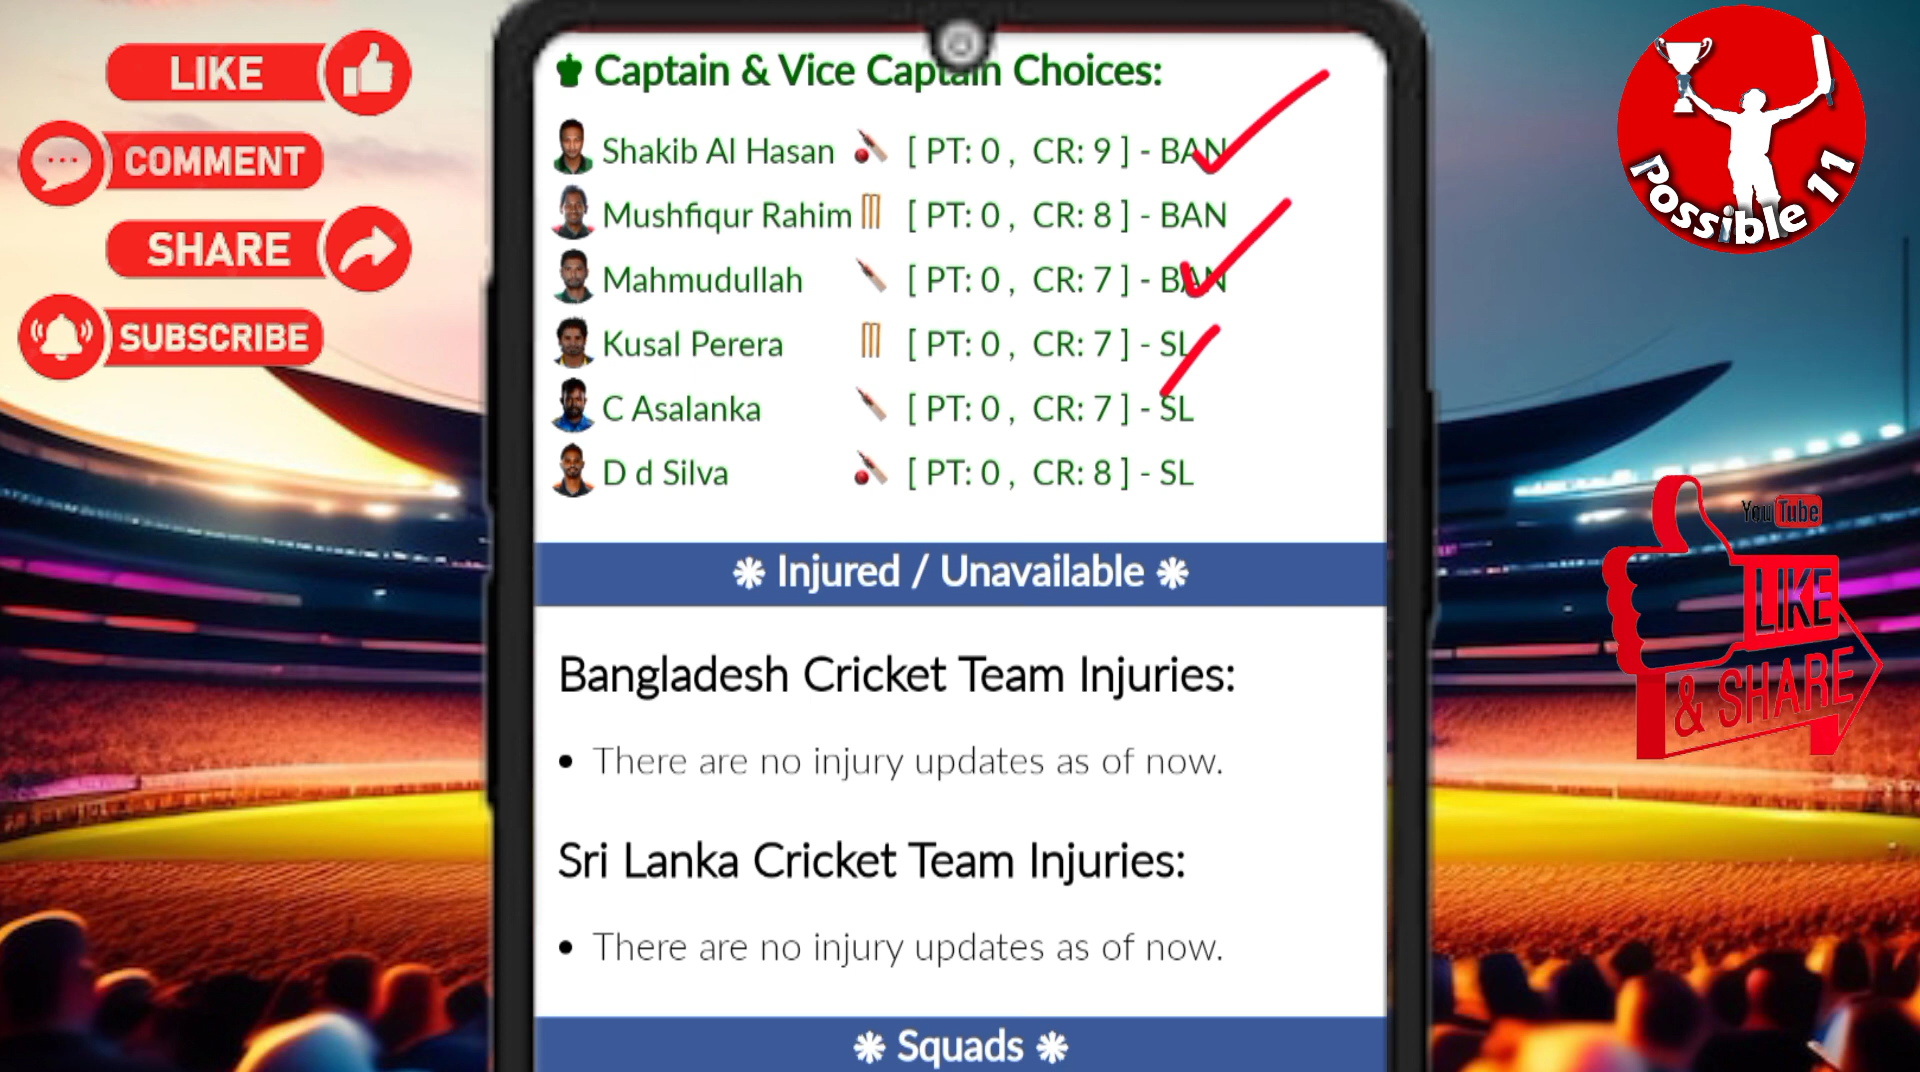 LIKE
COMMENT
SHARE
SUBSCRIBE
Captain & Vice Captain Choices:
Shakib Al Hasan [ PT: 0 , CR: 9 ] - BAN
Mushfiqur Rahim [ PT: 0 , CR: 8 ] - BAN
Mahmudullah [ PT: 0 , CR: 7 ] - BAN
Kusal Perera [ PT: 0 , CR: 7 ] - SL
C Asalanka [ PT: 0 , CR: 7 ] - SL
D d Silva [ PT: 0 , CR: 8 ] - SL
Injured / Unavailable
Bangladesh Cricket Team Injuries:
• There are no injury updates as of now.
Sri Lanka Cricket Team Injuries:
• There are no injury updates as of now.
Squads
Possible 11
YouTube
LIKE
& SHARE